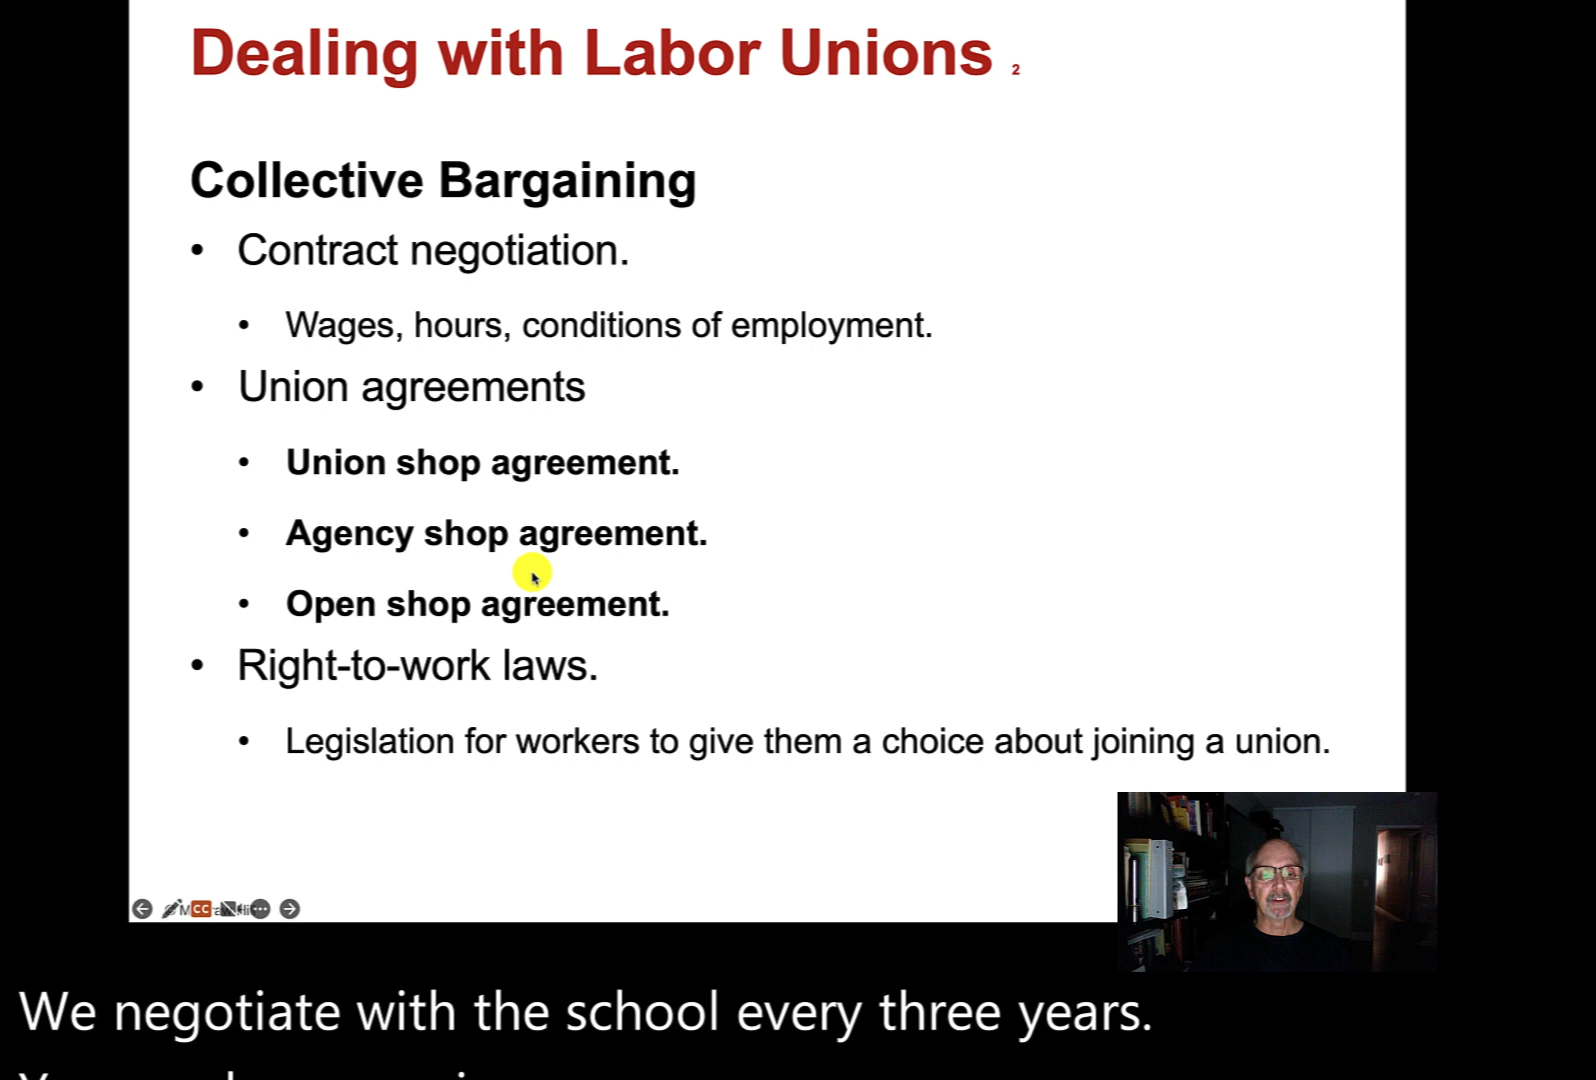 Dealing with Labor Unions 2
Collective Bargaining
• Contract negotiation.
• Wages, hours, conditions of employment.
• Union agreements
• Union shop agreement.
• Agency shop agreement.
• Open shop agreement.
• Right-to-work laws.
• Legislation for workers to give them a choice about joining a union.
CC
We negotiate with the school every three years.